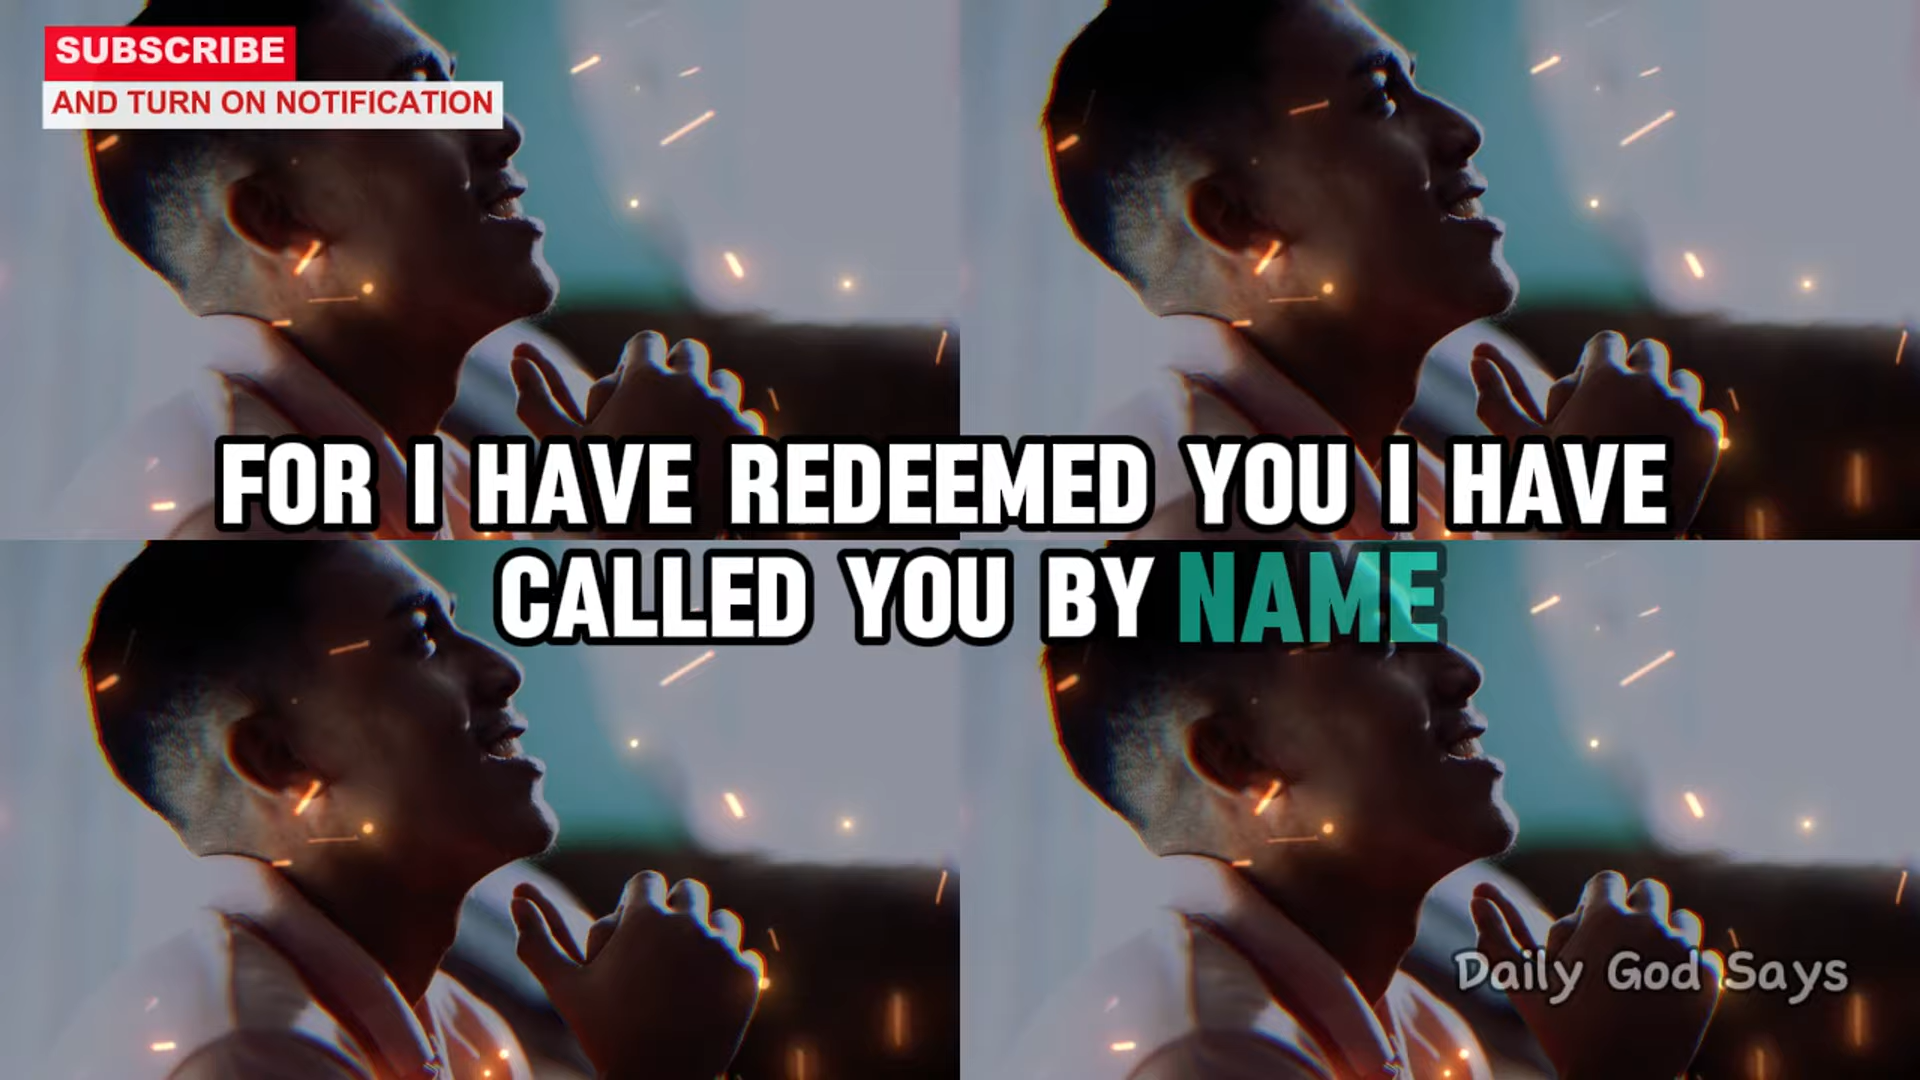 SUBSCRIBE
AND TURN ON NOTIFICATION
FOR I HAVE REDEEMED YOU I HAVE
CALLED YOU BY NAME
Daily God Says